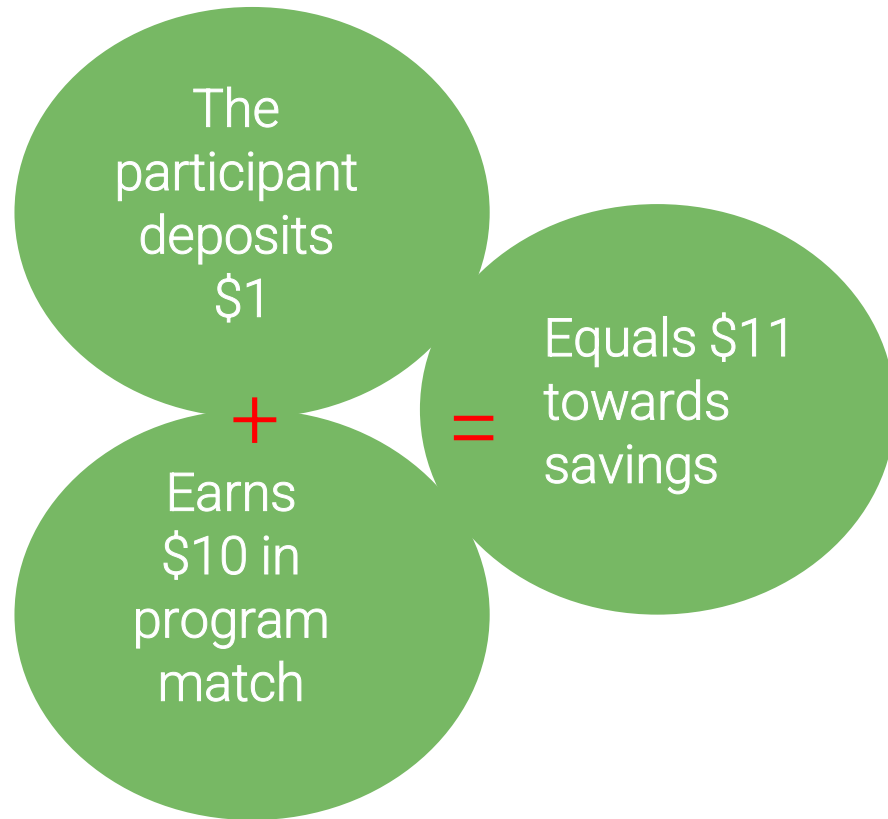 The
participant
deposits
$1
+
Earns
$10 in
program
match
=
Equals $11
towards
savings